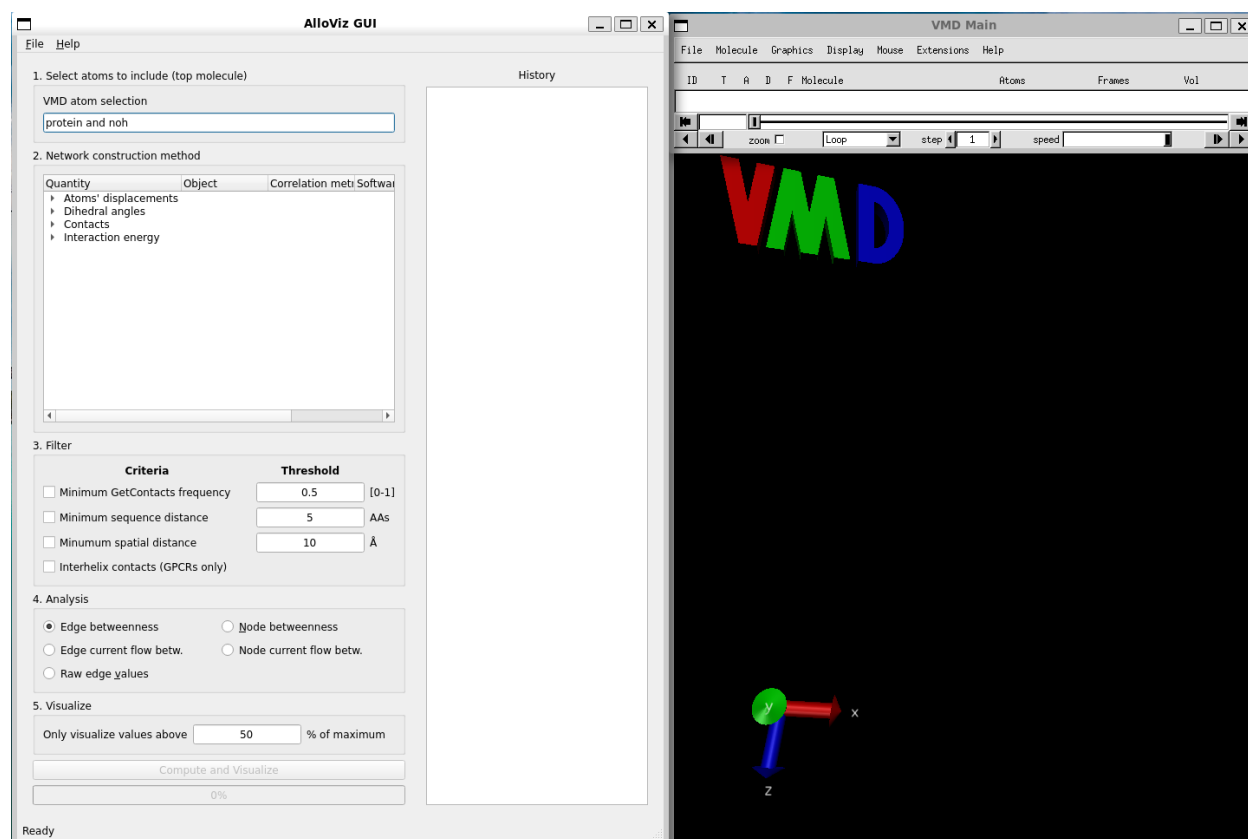 AlloViz GUI
File Help
1. Select atoms to include (top molecule)
VMD atom selection
protein and noh
2. Network construction method
Quantity Object Correlation metr Softwar
Atoms' displacements
Dihedral angles
Contacts
Interaction energy
3. Filter
Criteria Threshold
Minimum GetContacts frequency 0.5 [0-1]
Minimum sequence distance 5 AAs
Minumum spatial distance 10 Å
Interhelix contacts (GPCRs only)
4. Analysis
Edge betweenness Node betweenness
Edge current flow betw. Node current flow betw.
Raw edge values
5. Visualize
Only visualize values above 50 % of maximum
Compute and Visualize
0%
Ready
History
VMD Main
File Molecule Graphics Display Mouse Extensions Help
ID T A D F Molecule Atoms Frames Vol
zoom Loop step 1 speed
VMD
y x
z